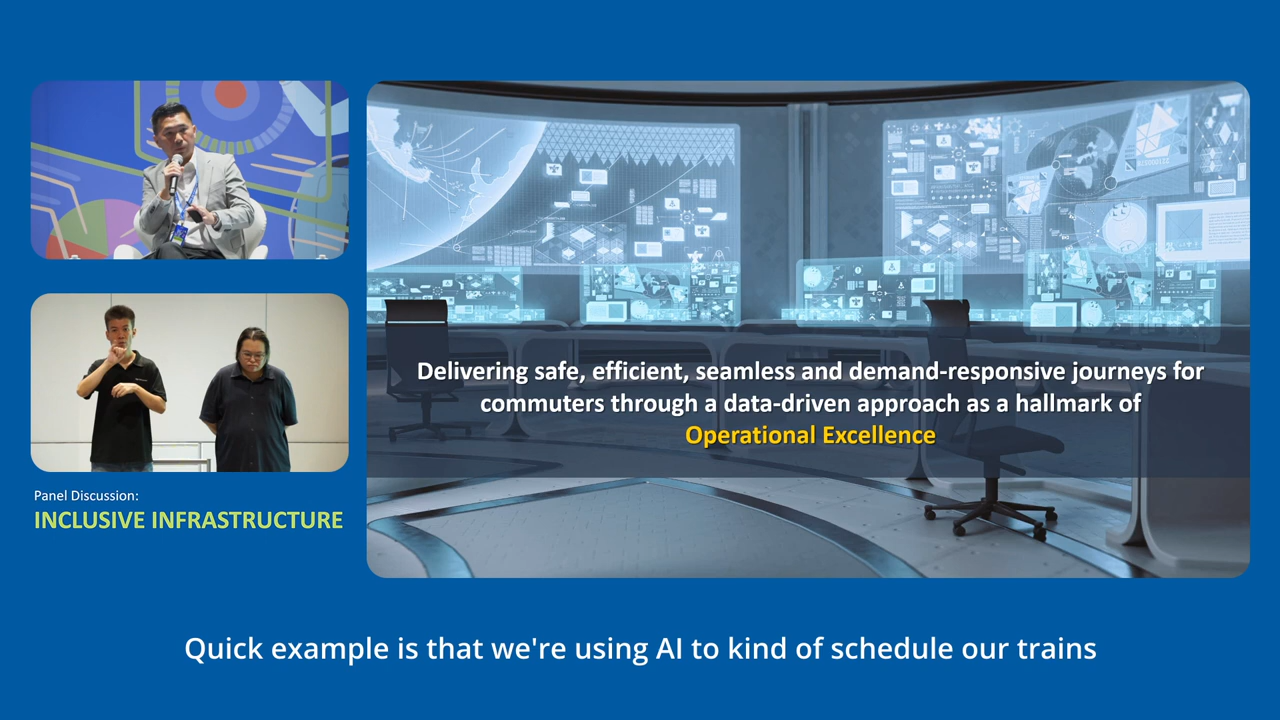 Panel Discussion:
INCLUSIVE INFRASTRUCTURE
Delivering safe, efficient, seamless and demand-responsive journeys for
commuters through a data-driven approach as a hallmark of
Operational Excellence
Quick example is that we're using AI to kind of schedule our trains